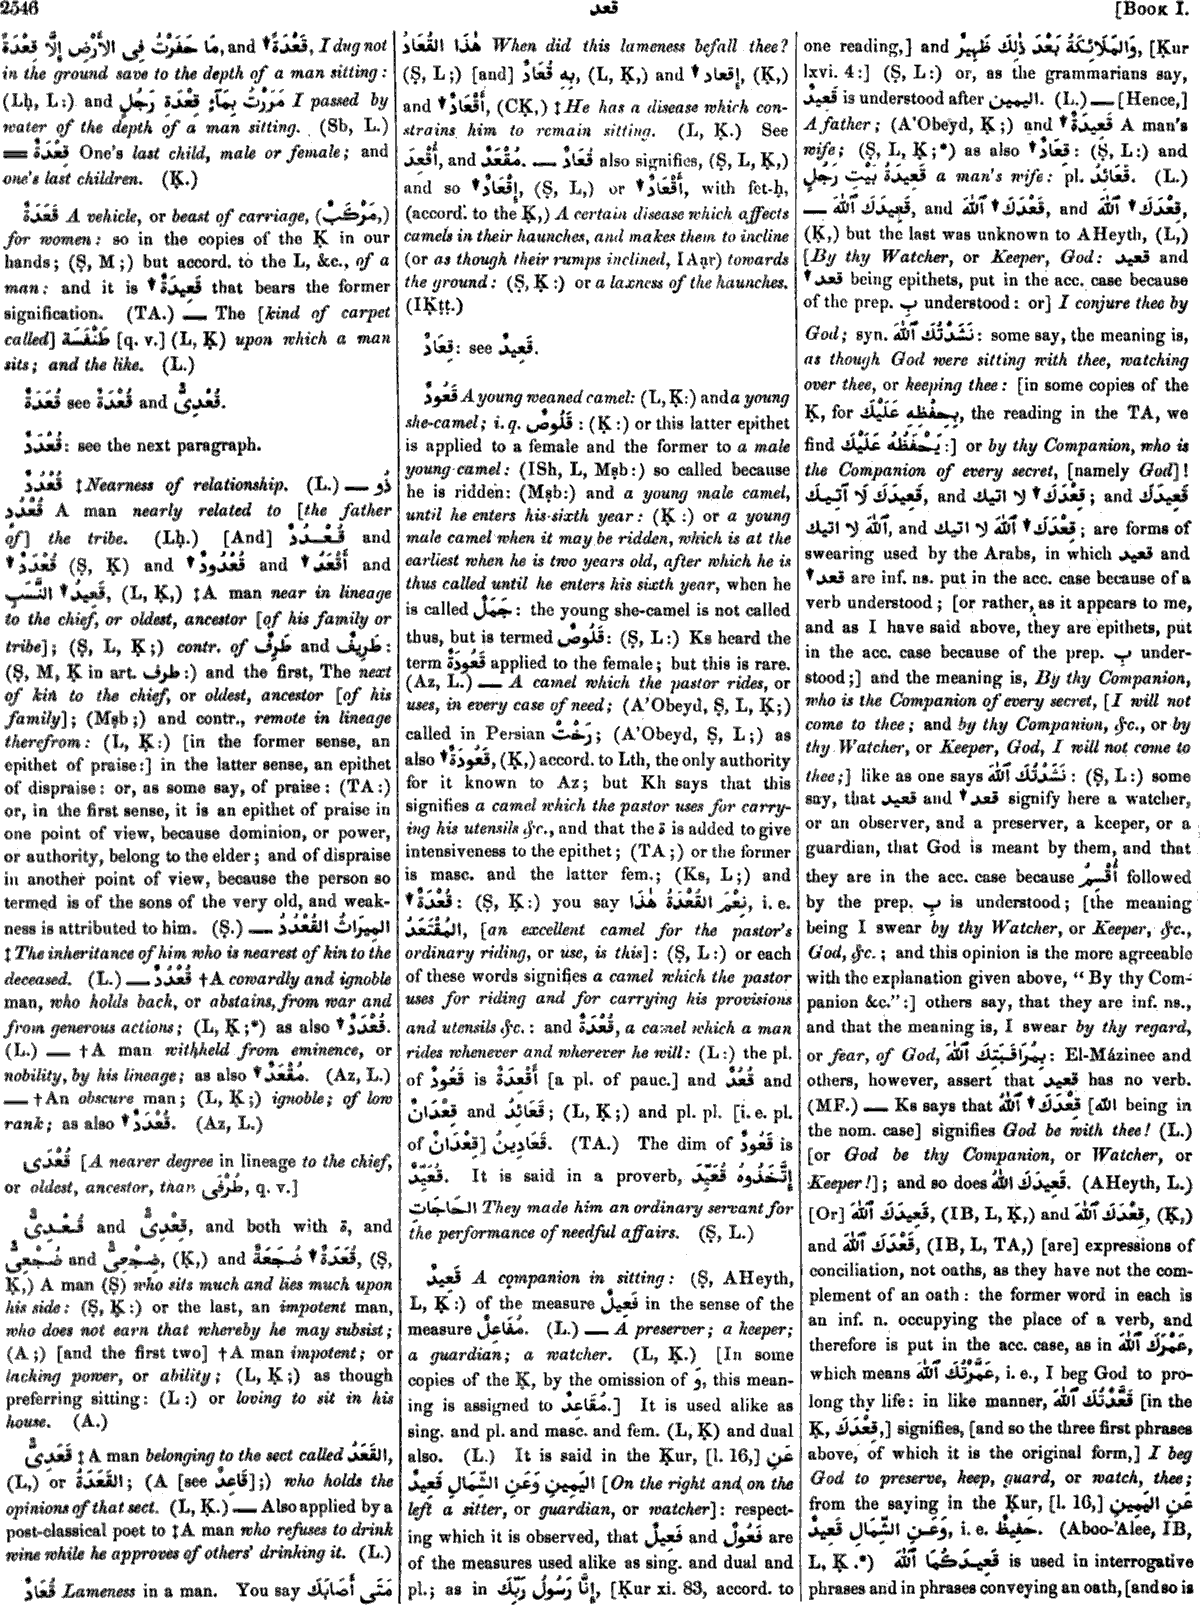 2546
قعد
[BOOK I.
مَا حَفَرْتُ فِى الأَرْضِ إِلَّا قِعْدَةً, and ▼قَعْدَةً, I dug not
in the ground save to the depth of a man sitting:
(Lḥ, L:) and مَرَرْتُ بِمَآءٍ قِعْدَةَ رَجُلٍ I passed by
water of the depth of a man sitting. (Sb, L.)
قِعْدَةٌ One's last child, male or female; and
one's last children. (Ḳ.)
قَعَدَةٌ A vehicle, or beast of carriage, (مَرْكَبٌ,)
for women: so in the copies of the Ḳ in our
hands; (Ṣ, M;) but accord. to the L, &c., of a
man: and it is ▼قَعِيدَةٌ that bears the former
signification. (TA.) — The [kind of carpet
called] طَنْفَسَة [q. v.] (L, Ḳ) upon which a man
sits; and the like. (L.)
قُعَدَةٌ see قُعْدَةٌ and قُعْدِىٌّ.
قُعْدَدٌ: see the next paragraph.
قُعْدُدٌ ‡Nearness of relationship. (L.) — ذُو
قُعْدُدٍ A man nearly related to [the father
of] the tribe. (Lḥ.) [And] قُعْدُدٌ and
▼قُعْدَدٌ (Ṣ, Ḳ) and ▼قُعْدُودٌ and ▼أَقْعَدُ and
▼قَعِيدُ النَّسَبِ, (L, Ḳ,) ‡A man near in lineage
to the chief, or oldest, ancestor [of his family or
tribe]; (Ṣ, L, Ḳ;) contr. of طَرِفٌ and طَرِيفٌ:
(Ṣ, M, Ḳ in art. طرف:) and the first, The next
of kin to the chief, or oldest, ancestor [of his
family]; (Mṣb;) and contr., remote in lineage
therefrom: (L, Ḳ:) [in the former sense, an
epithet of praise:] in the latter sense, an epithet
of dispraise: or, as some say, of praise: (TA:)
or, in the first sense, it is an epithet of praise in
one point of view, because dominion, or power,
or authority, belong to the elder; and of dispraise
in another point of view, because the person so
termed is of the sons of the very old, and weak-
ness is attributed to him. (Ṣ.) — المِيرَاثُ القُعْدُدُ
‡The inheritance of him who is nearest of kin to the
deceased. (L.) — قُعْدُدٌ †A cowardly and ignoble
man, who holds back, or abstains, from war and
from generous actions; (L, Ḳ;*) as also ▼قُعْدَدٌ.
(L.) — †A man withheld from eminence, or
nobility, by his lineage; as also ▼مُقْعَدٌ. (Az, L.)
— †An obscure man; (L, Ḳ;) ignoble; of low
rank; as also ▼قُعْدَدٌ. (Az, L.)
قُعْدَى [A nearer degree in lineage to the chief,
or oldest, ancestor, than طُرْفَى, q. v.]
قُعْدِىٌّ and قِعْدِىٌّ, and both with ة, and
ضُجْعِىٌّ and ضِجْعِىٌّ, (Ḳ,) and ▼قُعَدَةٌ ضُجَعَةٌ, (Ṣ,
Ḳ,) A man (Ṣ) who sits much and lies much upon
his side: (Ṣ, Ḳ:) or the last, an impotent man,
who does not earn that whereby he may subsist;
(A;) [and the first two] †A man impotent; or
lacking power, or ability; (L, Ḳ;) as though
preferring sitting: (L:) or loving to sit in his
house. (A.)
قَعَدِىٌّ ‡A man belonging to the sect called القَعَدُ,
(L,) or القَعَدَةُ; (A [see قَاعِدٌ];) who holds the
opinions of that sect. (L, Ḳ.) — Also applied by a
post-classical poet to ‡A man who refuses to drink
wine while he approves of others' drinking it. (L.)
قُعَادٌ Lameness in a man. You say مَتَى أَصَابَكَ
هٰذَا القُعَادُ When did this lameness befall thee?
(Ṣ, L;) [and] بِهِ قُعَادٌ, (L, Ḳ,) and ▼إقعاد, (Ḳ,)
and ▼أَقْعَادٌ, (CḲ,) ‡He has a disease which con-
strains him to remain sitting. (L, Ḳ.) See
أُقْعِدَ, and مُقْعَدٌ. — قُعَادٌ also signifies, (Ṣ, L, Ḳ,)
and so ▼إِقْعَادٌ, (Ṣ, L,) or ▼أَقْعَادٌ, with fet-ḥ,
(accord. to the Ḳ,) A certain disease which affects
camels in their haunches, and makes them to incline
(or as though their rumps inclined, IAạr) towards
the ground: (Ṣ, Ḳ:) or a laxness of the haunches.
(IḲṭṭ.)
قِعَادٌ: see قَعِيدٌ.
قَعُودٌ A young weaned camel: (L, Ḳ:) and a young
she-camel; i. q. قَلُوصٌ: (Ḳ:) or this latter epithet
is applied to a female and the former to a male
young camel: (ISh, L, Mṣb:) so called because
he is ridden: (Mṣb:) and a young male camel,
until he enters his sixth year: (Ḳ:) or a young
male camel when it may be ridden, which is at the
earliest when he is two years old, after which he is
thus called until he enters his sixth year, when he
is called جَمَلٌ: the young she-camel is not called
thus, but is termed قَلُوصٌ: (Ṣ, L:) Ks heard the
term قَعُودَةٌ applied to the female; but this is rare.
(Az, L.) — A camel which the pastor rides, or
uses, in every case of need; (A'Obeyd, Ṣ, L, Ḳ;)
called in Persian رَخْتْ; (A'Obeyd, Ṣ, L;) as
also ▼قَعُودَةٌ, (Ḳ,) accord. to Lth, the only authority
for it known to Az; but Kh says that this
signifies a camel which the pastor uses for carry-
ing his utensils &c., and that the ة is added to give
intensiveness to the epithet; (TA;) or the former
is masc. and the latter fem.; (Ks, L;) and
▼قُعْدَةٌ: (Ṣ, Ḳ:) you say نِعْمَ القُعْدَةُ هٰذَا, i. e.
المُقْتَعَدُ, [an excellent camel for the pastor's
ordinary riding, or use, is this]: (Ṣ, L:) or each
of these words signifies a camel which the pastor
uses for riding and for carrying his provisions
and utensils &c.: and قُعْدَةٌ, a camel which a man
rides whenever and wherever he will: (L:) the pl.
of قَعُودٌ is أَقْعِدَةٌ [a pl. of pauc.] and قُعُدٌ and
قِعْدَانٌ and قَعَائِدُ; (L, Ḳ;) and pl. pl. [i. e. pl.
of قِعْدَانٌ] قَعَادِينُ. (TA.) The dim of قَعُودٌ is
قُعَيِّدٌ. It is said in a proverb, إِتَّخَذُوهُ قُعَيِّدَ
الحَاجَاتِ They made him an ordinary servant for
the performance of needful affairs. (Ṣ, L.)
قَعِيدٌ A companion in sitting: (Ṣ, AHeyth,
L, Ḳ:) of the measure فَعِيلٌ in the sense of the
measure مُفَاعِلٌ. (L.) — A preserver; a keeper;
a guardian; a watcher. (L, Ḳ.) [In some
copies of the Ḳ, by the omission of وَ, this mean-
ing is assigned to مُقَاعِدٌ.] It is used alike as
sing. and pl. and masc. and fem. (L, Ḳ) and dual
also. (L.) It is said in the Ḳur, [l. 16,] عَنِ
اليَمِينِ وَعَنِ الشِّمَالِ قَعِيدٌ [On the right and on the
left a sitter, or guardian, or watcher]: respect-
ing which it is observed, that فَعِيلٌ and فَعُولٌ are
of the measures used alike as sing. and dual and
pl.; as in إِنَّا رَسُولُ رَبِّكَ, [Ḳur xi. 83, accord. to
one reading,] and وَالمَلَائِكَةُ بَعْدَ ذٰلِكَ ظَهِيرٌ, [Ḳur
lxvi. 4:] (Ṣ, L:) or, as the grammarians say,
قَعِيدٌ is understood after اليمين. (L.) — [Hence,]
A father; (A'Obeyd, Ḳ;) and ▼قَعِيدَةٌ A man's
wife; (Ṣ, L, Ḳ;*) as also ▼قِعَادٌ: (Ṣ, L:) and
قَعِيدَةُ بَيْتِ رَجُلٍ a man's wife: pl. قَعَائِدُ. (L.)
— قَعِيدَكَ ٱللّٰهَ, and ▼قَعْدَكَ ٱللّٰهَ, and ▼قِعْدَكَ ٱللّٰهَ,
(Ḳ,) but the last was unknown to AHeyth, (L,)
[By thy Watcher, or Keeper, God: قعيد and
▼قعد being epithets, put in the acc. case because
of the prep. بِ understood: or] I conjure thee by
God; syn. نَشَدْتُكَ ٱللّٰهَ: some say, the meaning is,
as though God were sitting with thee, watching
over thee, or keeping thee: [in some copies of the
Ḳ, for بِحِفْظِهِ عَلَيْكَ, the reading in the TA, we
find يَحْفَظُهُ عَلَيْكَ:] or by thy Companion, who is
the Companion of every secret, [namely God]!
قَعِيدَكَ لَا آتِيكَ, and ▼قَعْدَكَ لا اتيك; and قَعِيدَكَ
ٱللّٰهَ لا اتيك, and ▼قِعْدَكَ ٱللّٰهَ لا اتيك; are forms of
swearing used by the Arabs, in which قعيد and
▼قعد are inf. ns. put in the acc. case because of a
verb understood; [or rather, as it appears to me,
and as I have said above, they are epithets, put
in the acc. case because of the prep. بِ under-
stood;] and the meaning is, By thy Companion,
who is the Companion of every secret, [I will not
come to thee; and by thy Companion, &c., or by
thy Watcher, or Keeper, God, I will not come to
thee;] like as one says نَشَدْتُكَ ٱللّٰهَ: (Ṣ, L:) some
say, that قعيد and ▼قعد signify here a watcher,
or an observer, and a preserver, a keeper, or a
guardian, that God is meant by them, and that
they are in the acc. case because أُقْسِمُ followed
by the prep. بِ is understood; [the meaning
being I swear by thy Watcher, or Keeper, &c.,
God, &c.; and this opinion is the more agreeable
with the explanation given above, "By thy Com-
panion &c.":] others say, that they are inf. ns.,
and that the meaning is, I swear by thy regard,
or fear, of God, بِمُرَاقَبَتِكَ ٱللّٰهَ: El-Mázinee and
others, however, assert that قعيد has no verb.
(MF.) — Ks says that ▼قِعْدَكَ ٱللّٰهُ [ٱللّٰه being in
the nom. case] signifies God be with thee! (L.)
[or God be thy Companion, or Watcher, or
Keeper!]; and so does قَعِيدَكَ ٱللّٰهُ. (AHeyth, L.)
[Or] قَعِيدَكَ ٱللّٰهَ, (IB, L, Ḳ,) and قِعْدَكَ ٱللّٰهَ, (Ḳ,)
and قَعْدَكَ ٱللّٰهَ, (IB, L, TA,) [are] expressions of
conciliation, not oaths, as they have not the com-
plement of an oath: the former word in each is
an inf. n. occupying the place of a verb, and
therefore is put in the acc. case, as in عَمْرَكَ ٱللّٰهَ,
which means عَمَّرْتُكَ ٱللّٰهَ, i. e., I beg God to pro-
long thy life: in like manner, قَعَّدْتُكَ ٱللّٰهَ [in the
Ḳ, قِعْدَكَ,] signifies, [and so the three first phrases
above, of which it is the original form,] I beg
God to preserve, keep, guard, or watch, thee;
from the saying in the Ḳur, [l. 16,] عَنِ اليَمِينِ
وَعَنِ الشِّمَالِ قَعِيدٌ, i. e. حَفِيظٌ. (Aboo-'Alee, IB,
L, Ḳ.*) قَعِيدَكُمَا ٱللّٰهَ is used in interrogative
phrases and in phrases conveying an oath, [and so is